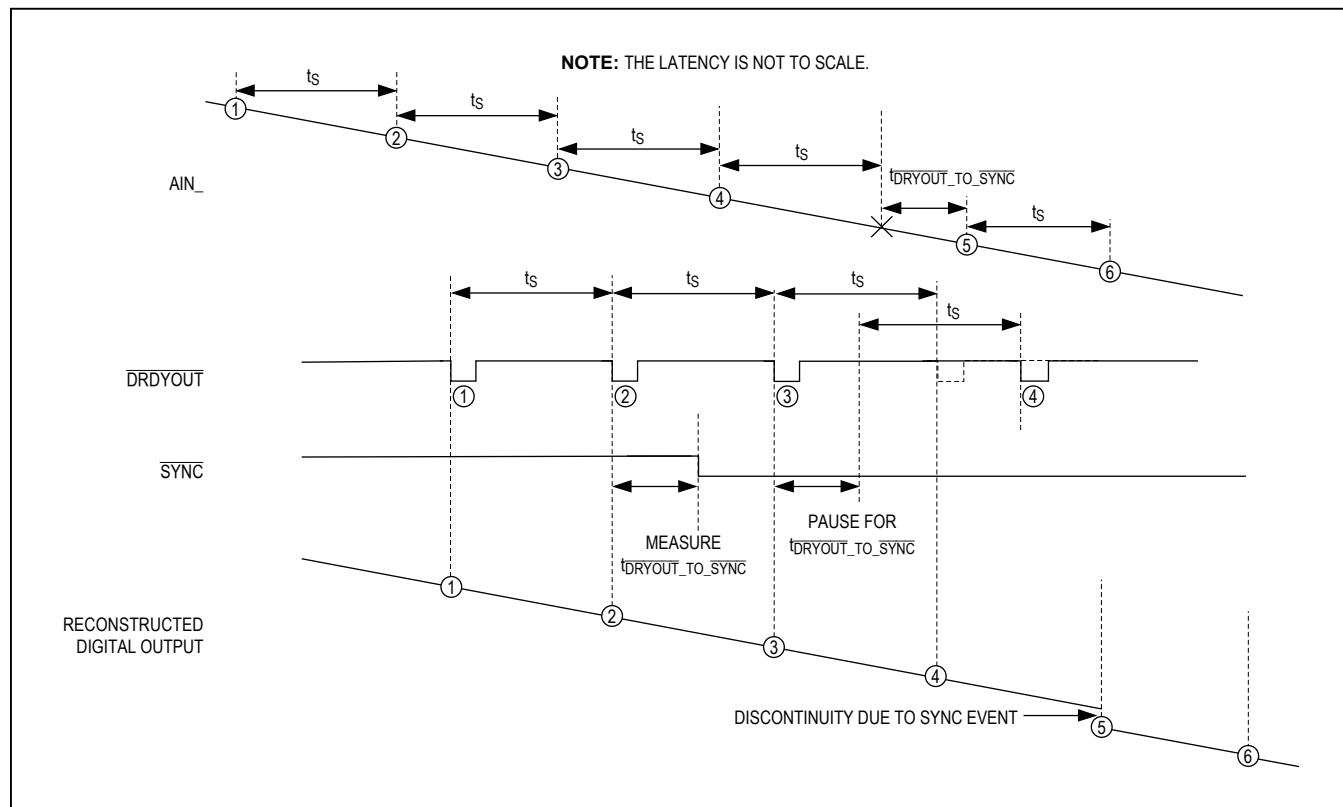 NOTE: THE LATENCY IS NOT TO SCALE.
tS
tS
tS
tS
tDRYOUT_TO_SYNC
tS
1
2
3
4
5
6
AIN_
tS
tS
tS
tS
DRDYOUT
1
2
3
4
SYNC
MEASURE
tDRYOUT_TO_SYNC
PAUSE FOR
tDRYOUT_TO_SYNC
RECONSTRUCTED
DIGITAL OUTPUT
1
2
3
4
DISCONTINUITY DUE TO SYNC EVENT
5
6